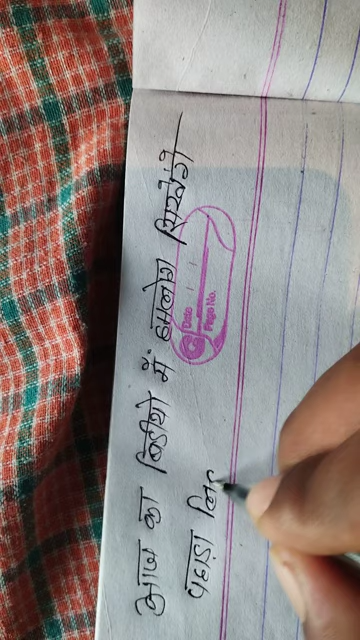 आज का विडीयो में हमलोग सिखेंगे
पहाड़ा लि
Date
Page No.